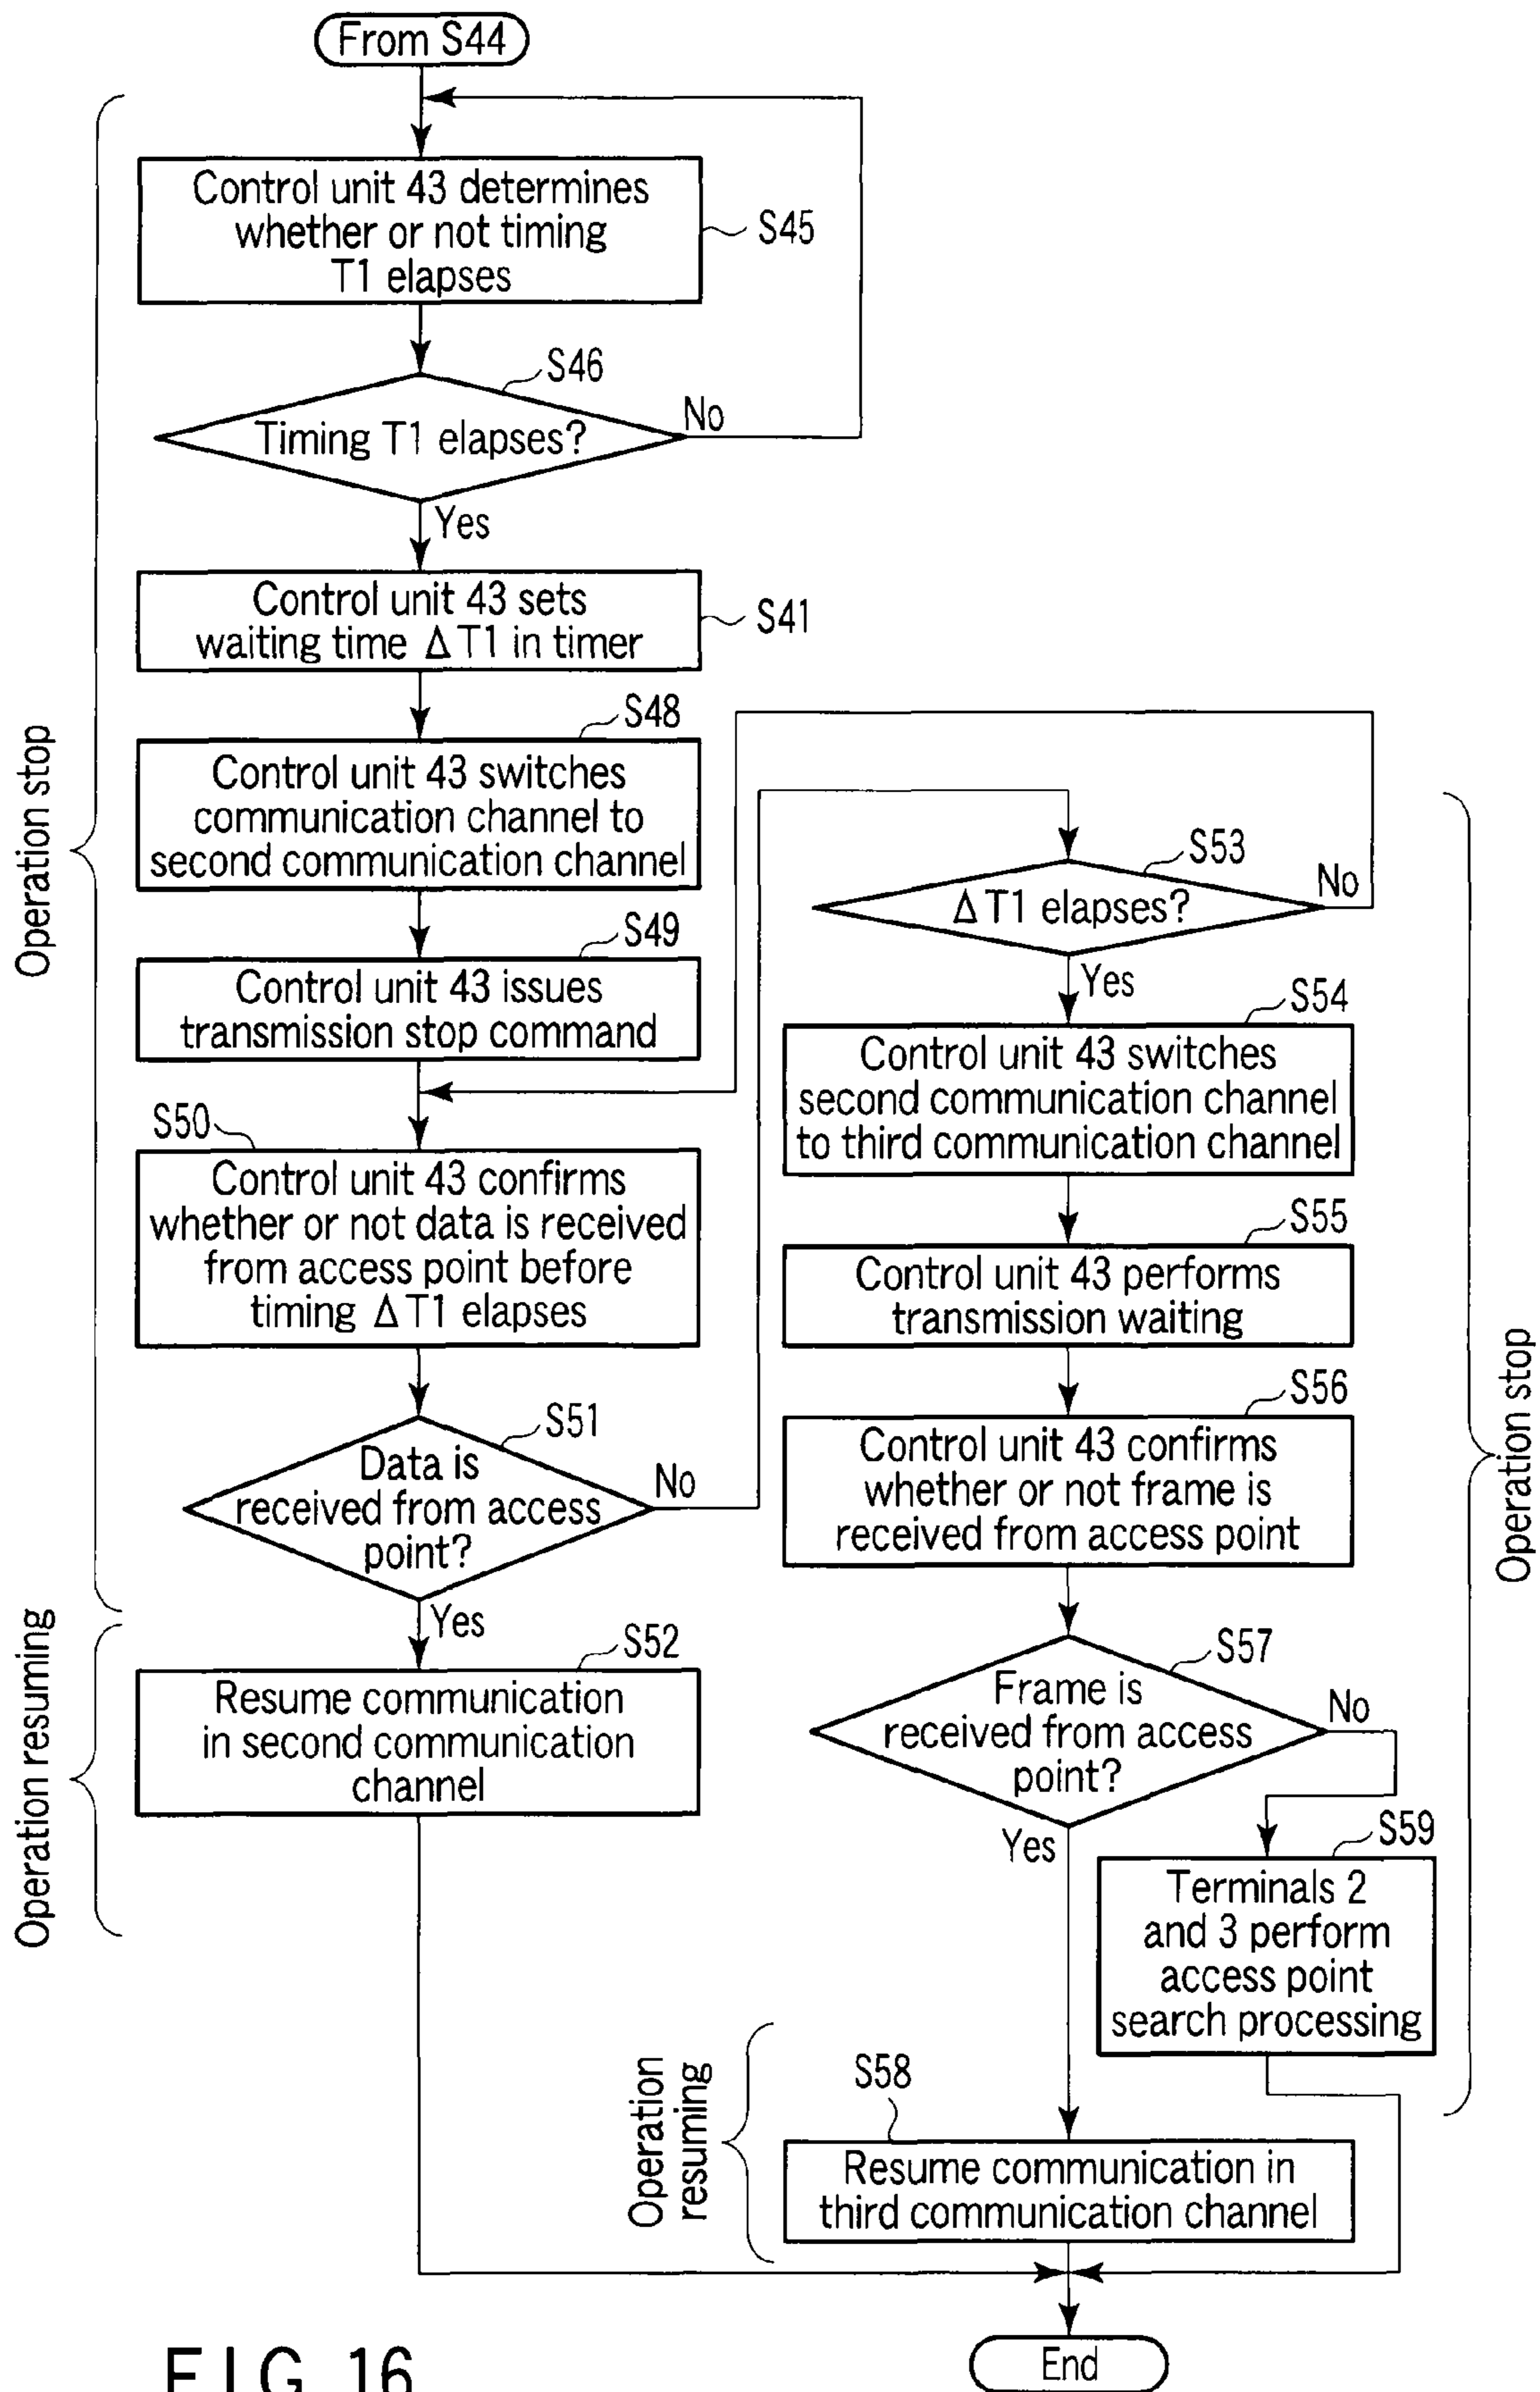 From S44
Control unit 43 determines
whether or not timing
T1 elapses
S45
S46
Timing T1 elapses?
No
Yes
Control unit 43 sets
waiting time ΔT1 in timer
S41
S48
Control unit 43 switches
communication channel to
second communication channel
S49
Control unit 43 issues
transmission stop command
S50
Control unit 43 confirms
whether or not data is received
from access point before
timing ΔT1 elapses
S51
Data is
received from access
point?
No
Yes
S52
Resume communication
in second communication
channel
Operation stop
Operation resuming
S53
ΔT1 elapses?
No
Yes
S54
Control unit 43 switches
second communication channel
to third communication channel
S55
Control unit 43 performs
transmission waiting
S56
Control unit 43 confirms
whether or not frame is
received from access point
S57
Frame is
received from access
point?
No
Yes
S59
Terminals 2
and 3 perform
access point
search processing
Operation stop
S58
Resume communication in
third communication channel
Operation
resuming
End
FIG. 16